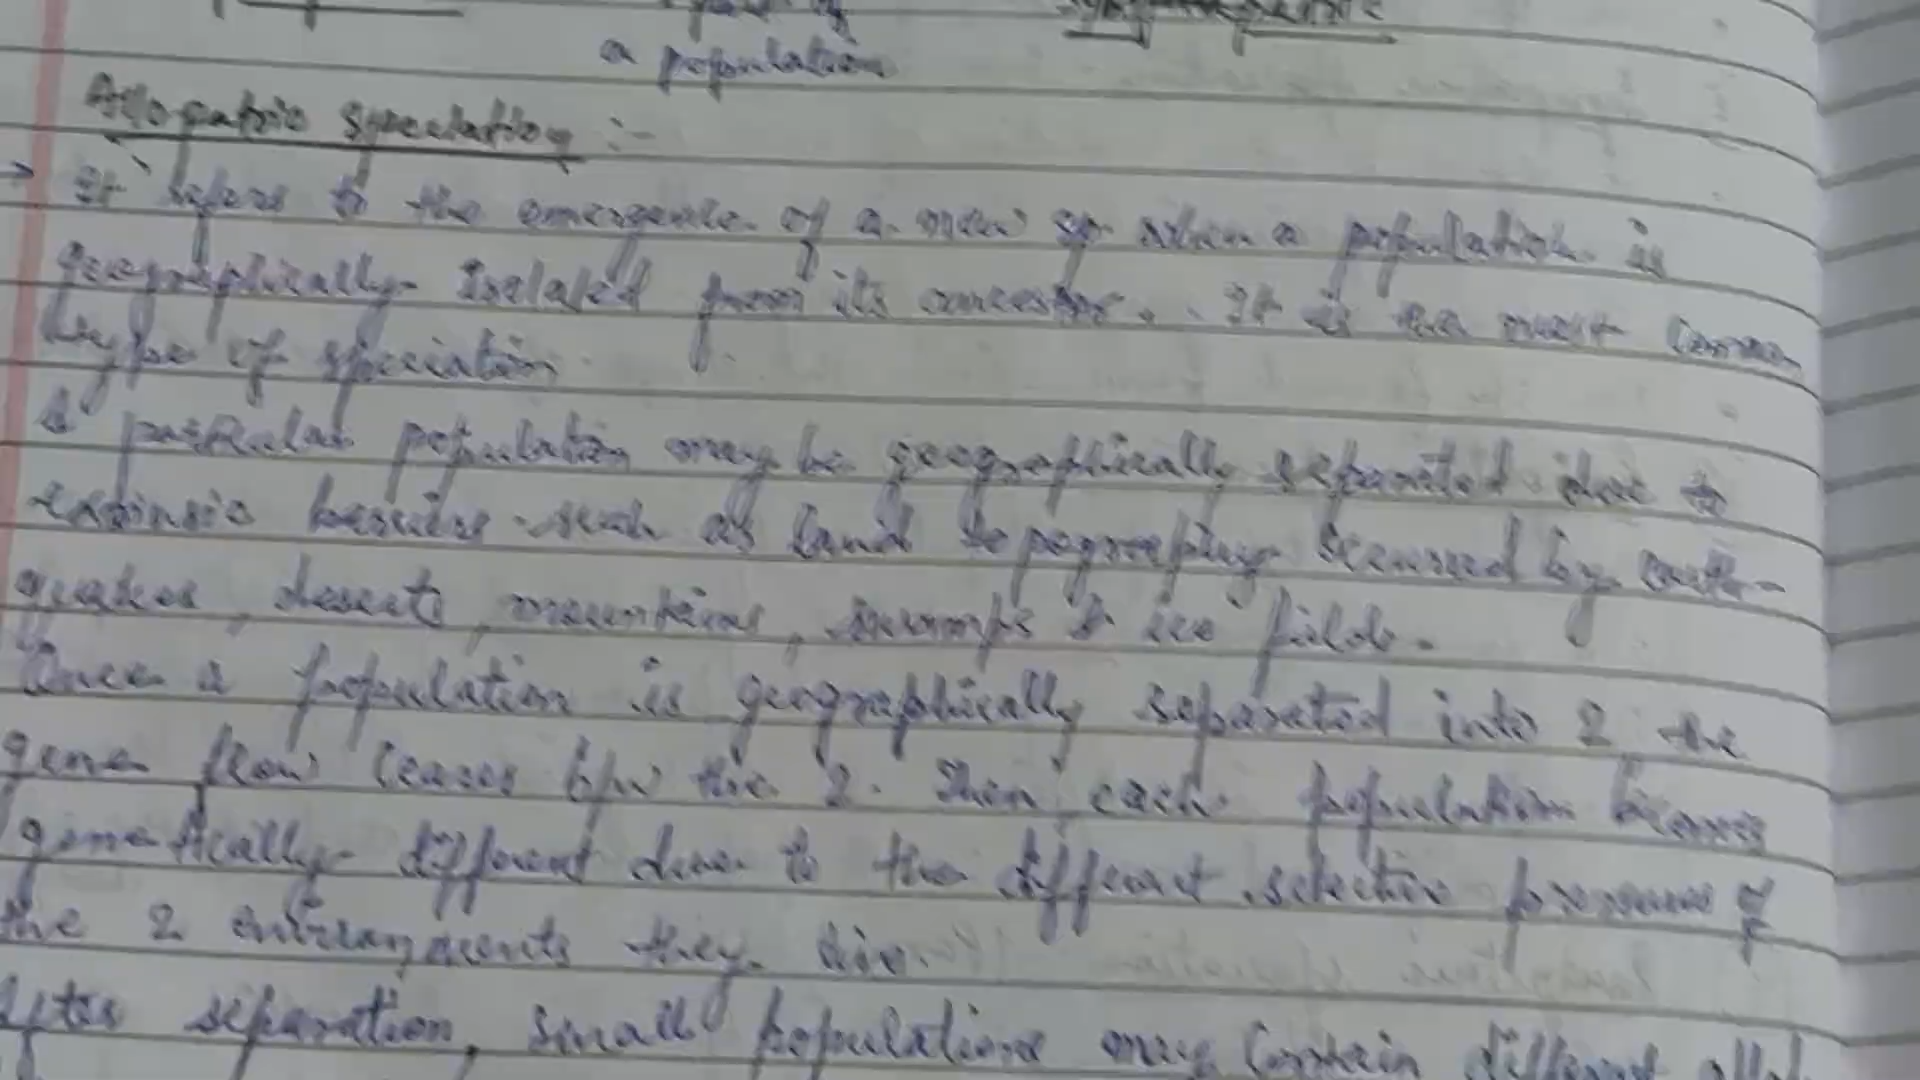 a population
Allopatric Speciation :-
→ It refers to the emergence of a new sp. when a population is
geographically isolated from its ancestor. It is the most common
type of speciation.
A particular population may be geographically separated due to
extrinsic barriers such as land topography occurred by earth-
quakes, deserts, mountains, swamps & ice fields.
Once a population is geographically separated into 2, the
gene flow ceases b/w the 2. Then each population becomes
genetically different due to the different selective pressures of
the 2 environments they live.
After separation, small populations may contain different